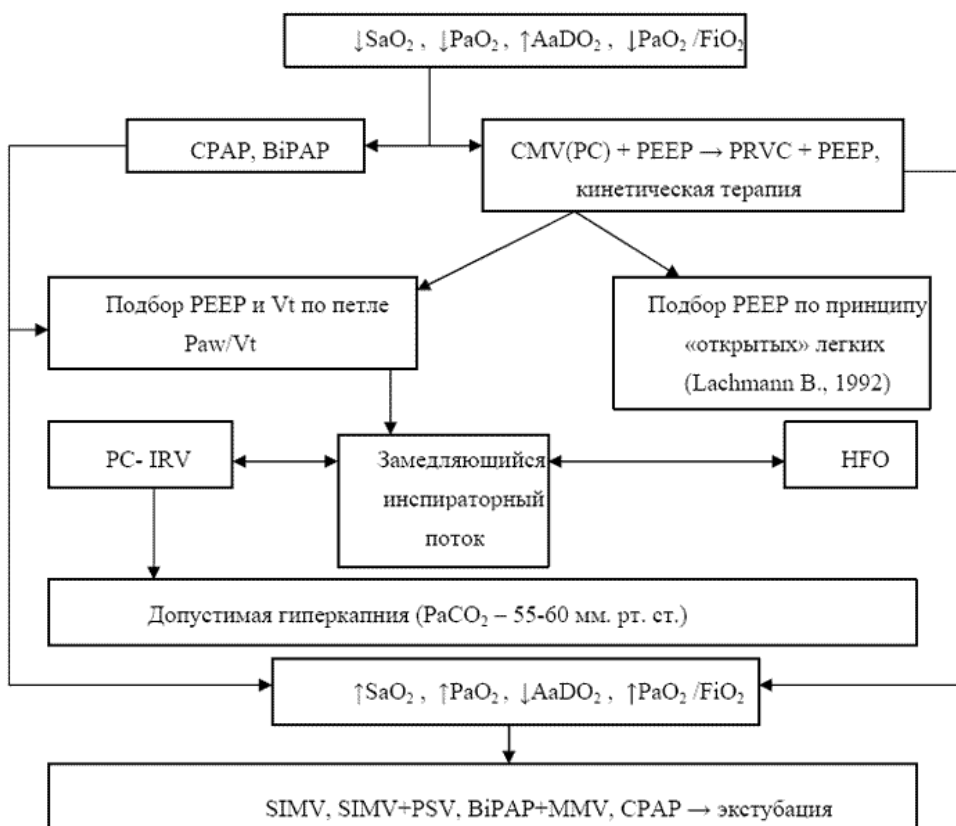 ↓SaO₂ , ↓PaO₂, ↑AaDO₂, ↓PaO₂ /FiO₂
CPAP, BiPAP
CMV(PC) + PEEP → PRVC + PEEP,
кинетическая терапия
Подбор PEEP и Vt по петле
Paw/Vt
Подбор PEEP по принципу
«открытых» легких
(Lachmann B., 1992)
PC- IRV
Замедляющийся
инспираторный
поток
HFO
Допустимая гиперкапния (PaCO₂ – 55-60 мм. рт. ст.)
↑SaO₂ , ↑PaO₂, ↓AaDO₂ , ↑PaO₂ /FiO₂
SIMV, SIMV+PSV, BiPAP+MMV, CPAP → экстубация